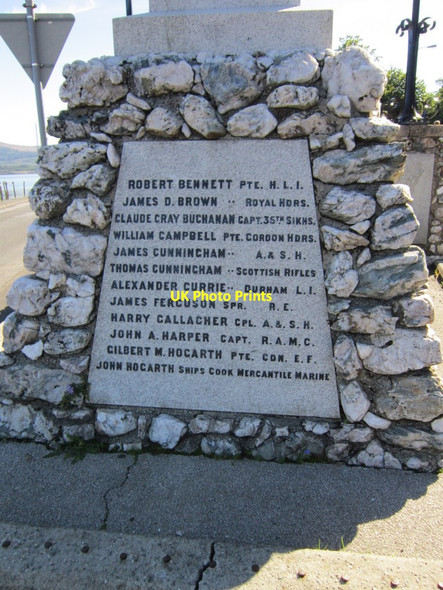 ROBERT BENNETT PTE. H. L. I.
JAMES D. BROWN ·· ROYAL HDRS.
CLAUDE GRAY BUCHANAN CAPT. 35TH SIKHS.
WILLIAM CAMPBELL PTE. GORDON HDRS.
JAMES CUNNINGHAM ·· A. & S. H.
THOMAS CUNNINGHAM ·· SCOTTISH RIFLES
ALEXANDER CURRIE ·· DURHAM L. I.
UK Photo Prints
JAMES FERGUSON SPR. R. E.
HARRY GALLACHER CPL. A. & S. H.
JOHN A. HARPER CAPT. R. A. M. C.
GILBERT M. HOGARTH PTE. CDN. E. F.
JOHN HOGARTH SHIPS COOK MERCANTILE MARINE